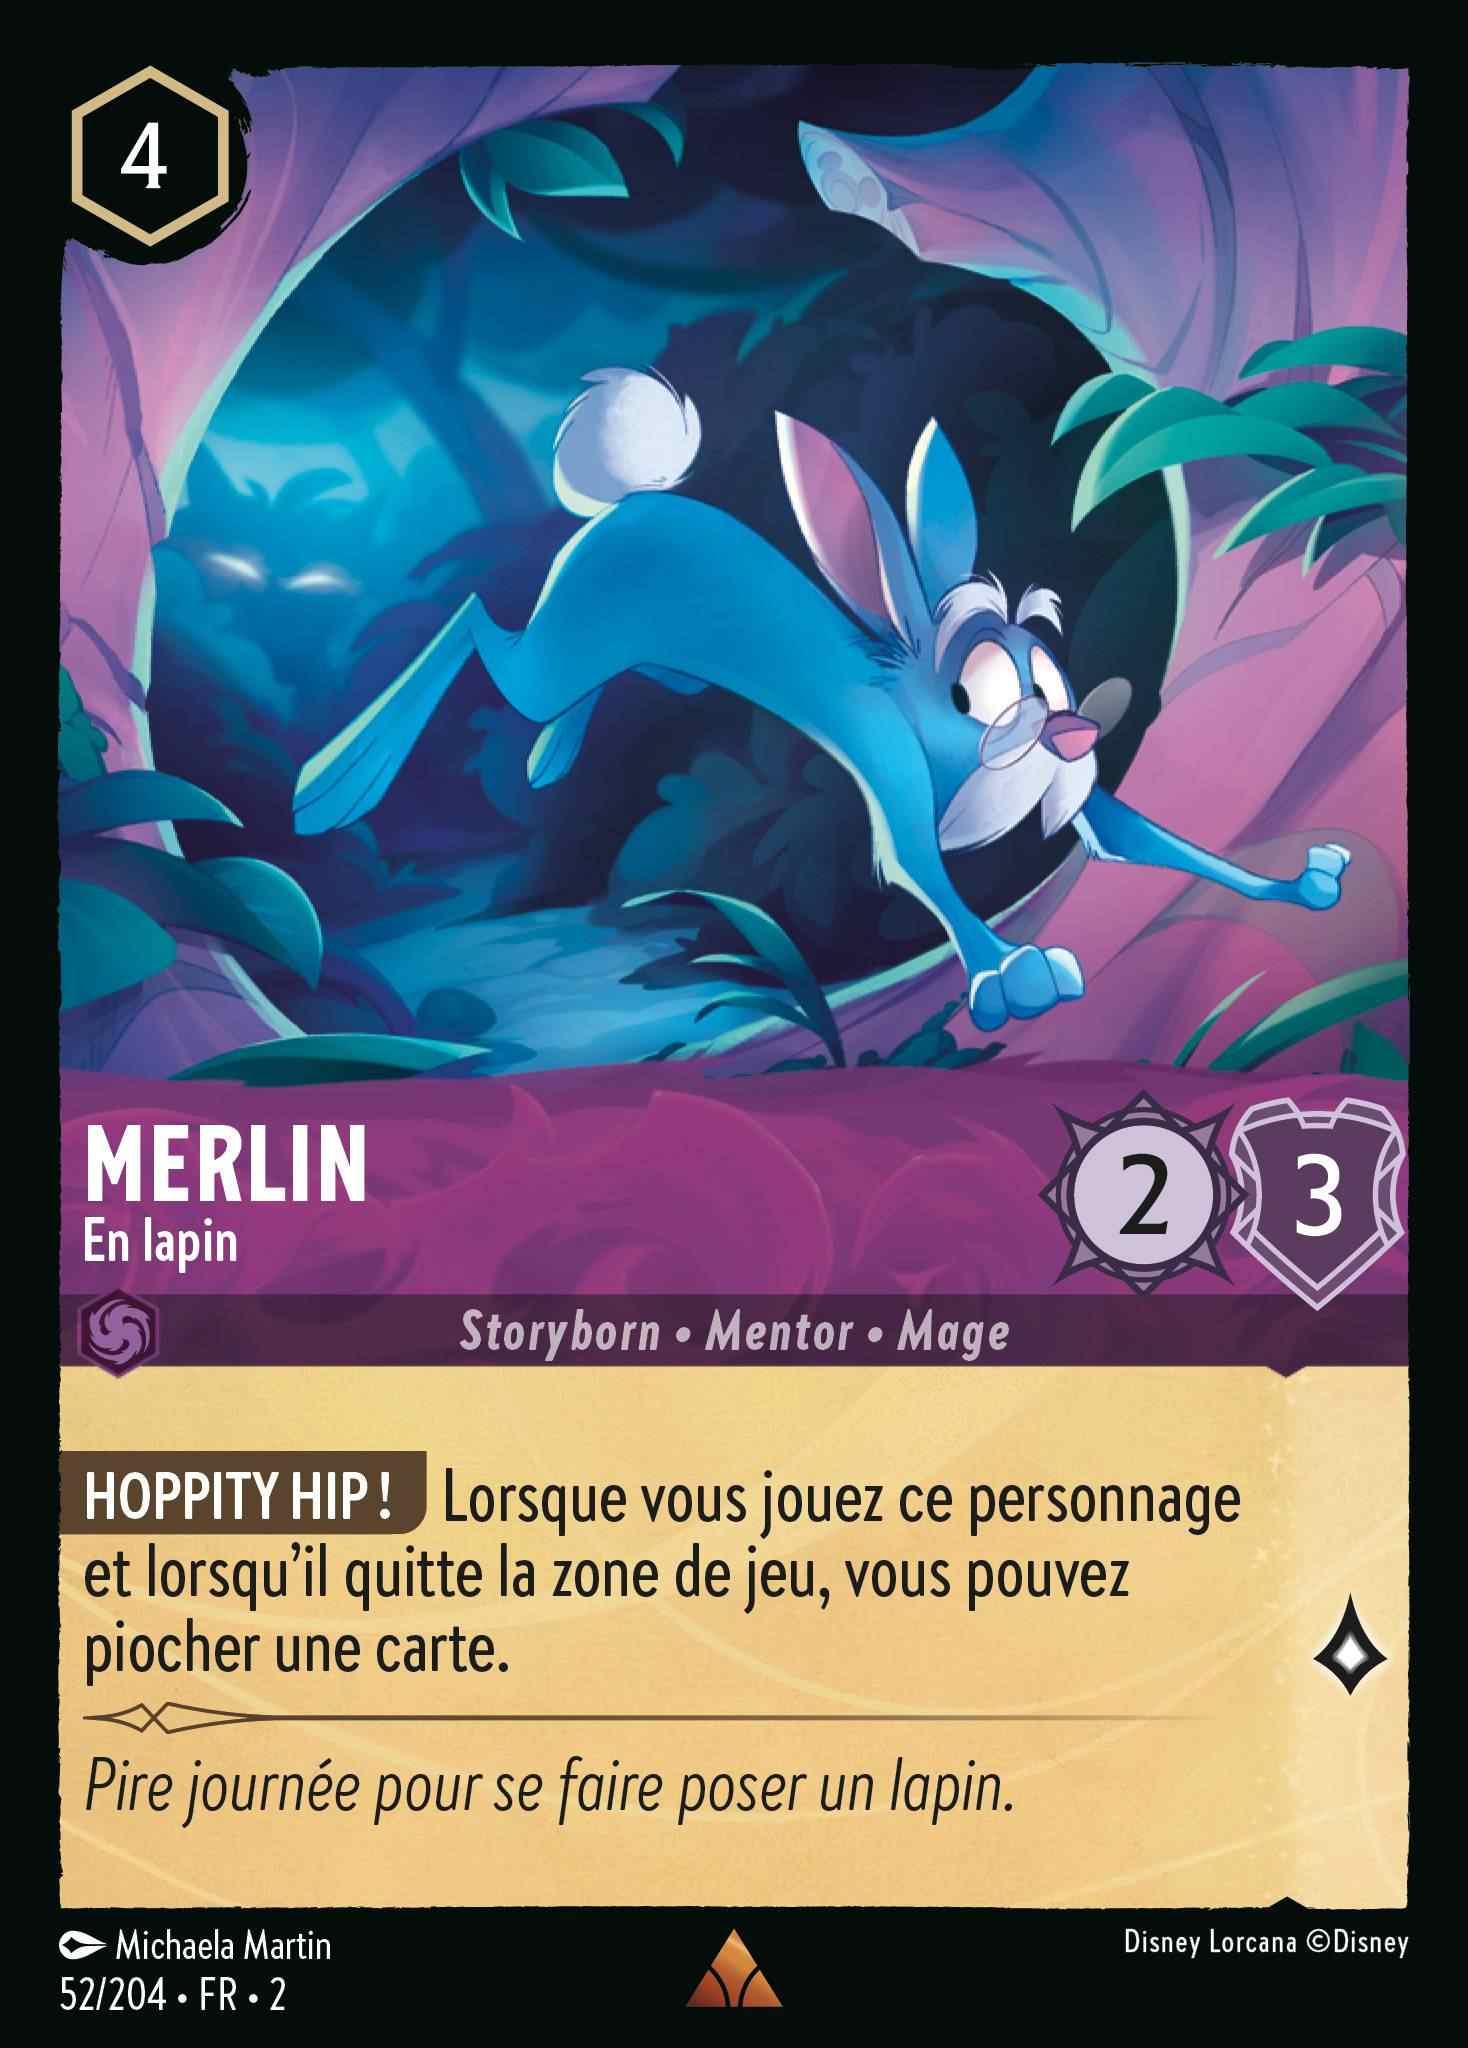 4
MERLIN
En lapin
2
3
Storyborn • Mentor • Mage
HOPPITY HIP ! Lorsque vous jouez ce personnage
et lorsqu’il quitte la zone de jeu, vous pouvez
piocher une carte.
Pire journée pour se faire poser un lapin.
Michaela Martin
52/204 • FR • 2
Disney Lorcana ©Disney